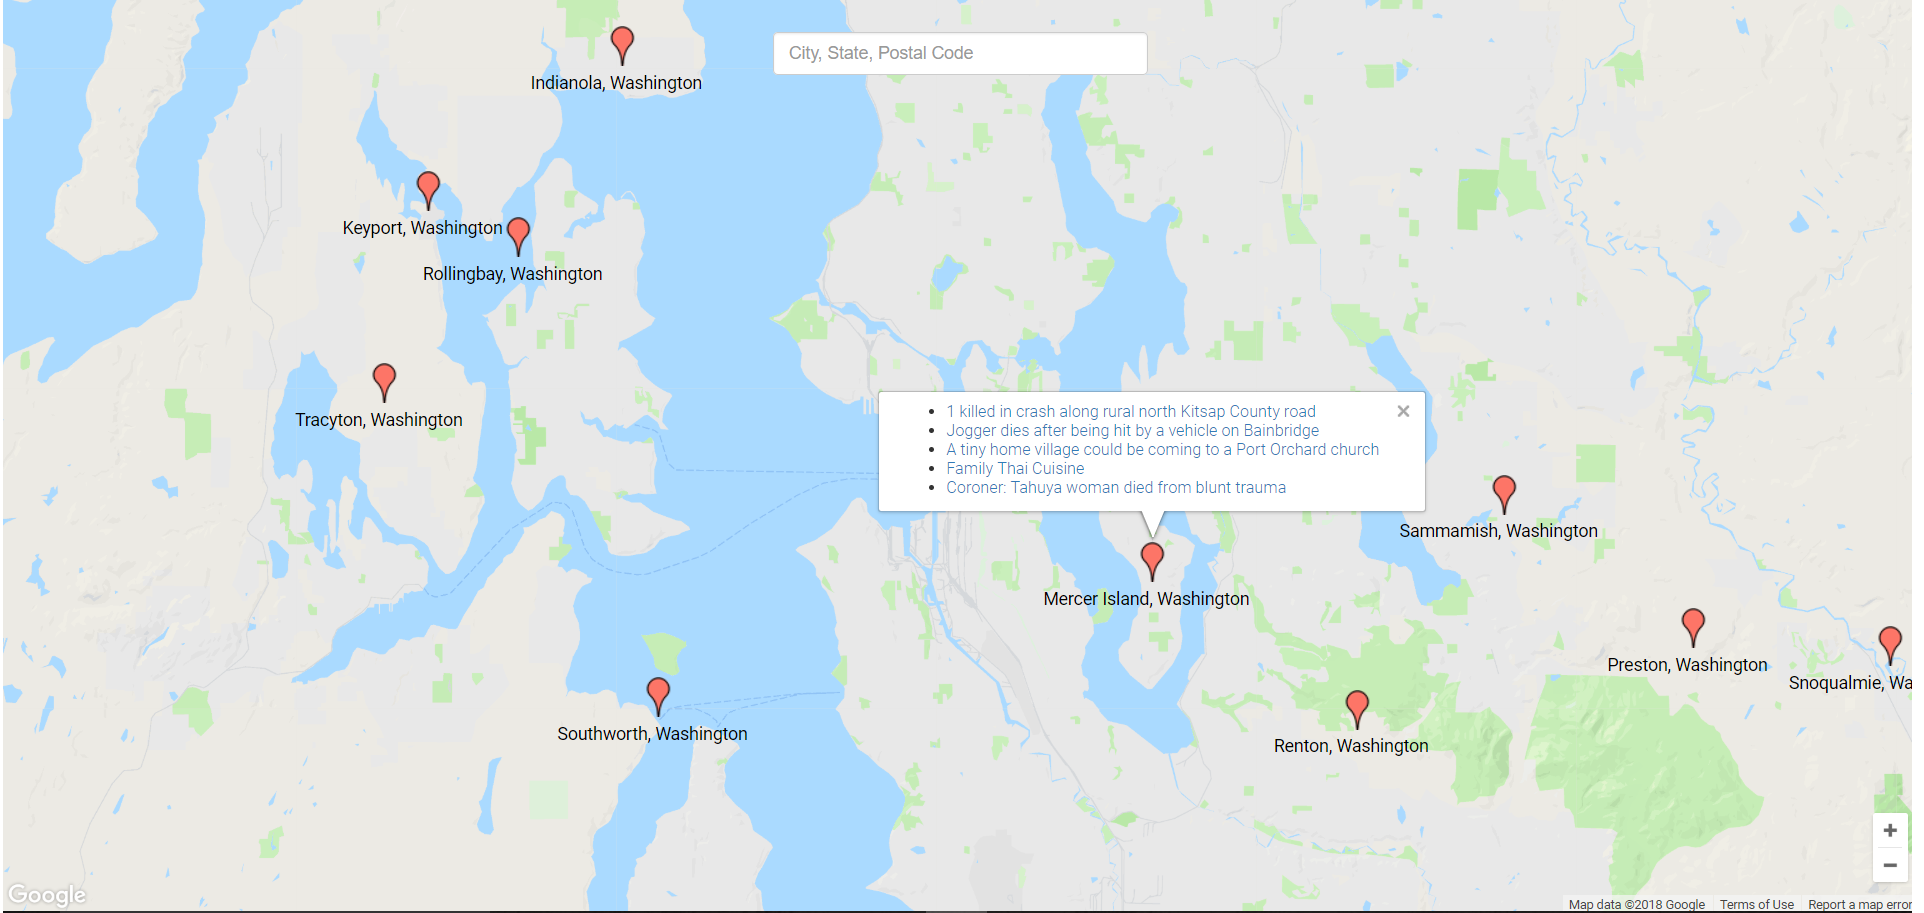 City, State, Postal Code
Indianola, Washington
Keyport, Washington
Rollingbay, Washington
Tracyton, Washington
• 1 killed in crash along rural north Kitsap County road
• Jogger dies after being hit by a vehicle on Bainbridge
• A tiny home village could be coming to a Port Orchard church
• Family Thai Cuisine
• Coroner: Tahuya woman died from blunt trauma
Sammamish, Washington
Mercer Island, Washington
Preston, Washington
Snoqualmie, Wa
Southworth, Washington
Renton, Washington
Google
Map data ©2018 Google
Terms of Use
Report a map error